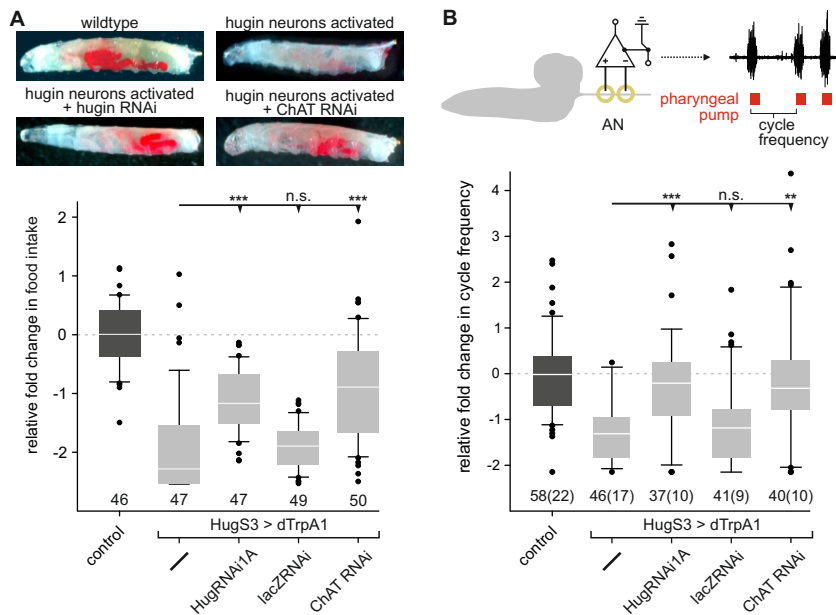 A
wildtype
hugin neurons activated
hugin neurons activated
+ hugin RNAi
hugin neurons activated
+ ChAT RNAi
relative fold change in food intake
2
1
0
-1
-2
***
n.s.
***
46
47
47
49
50
control
HugS3 > dTrpA1
—
HugRNAi1A
lacZRNAi
ChAT RNAi
B
+ −
AN
pharyngeal
pump
cycle
frequency
relative fold change in cycle frequency
4
3
2
1
0
-1
-2
***
n.s.
**
58(22)
46(17)
37(10)
41(9)
40(10)
control
HugS3 > dTrpA1
—
HugRNAi1A
lacZRNAi
ChAT RNAi